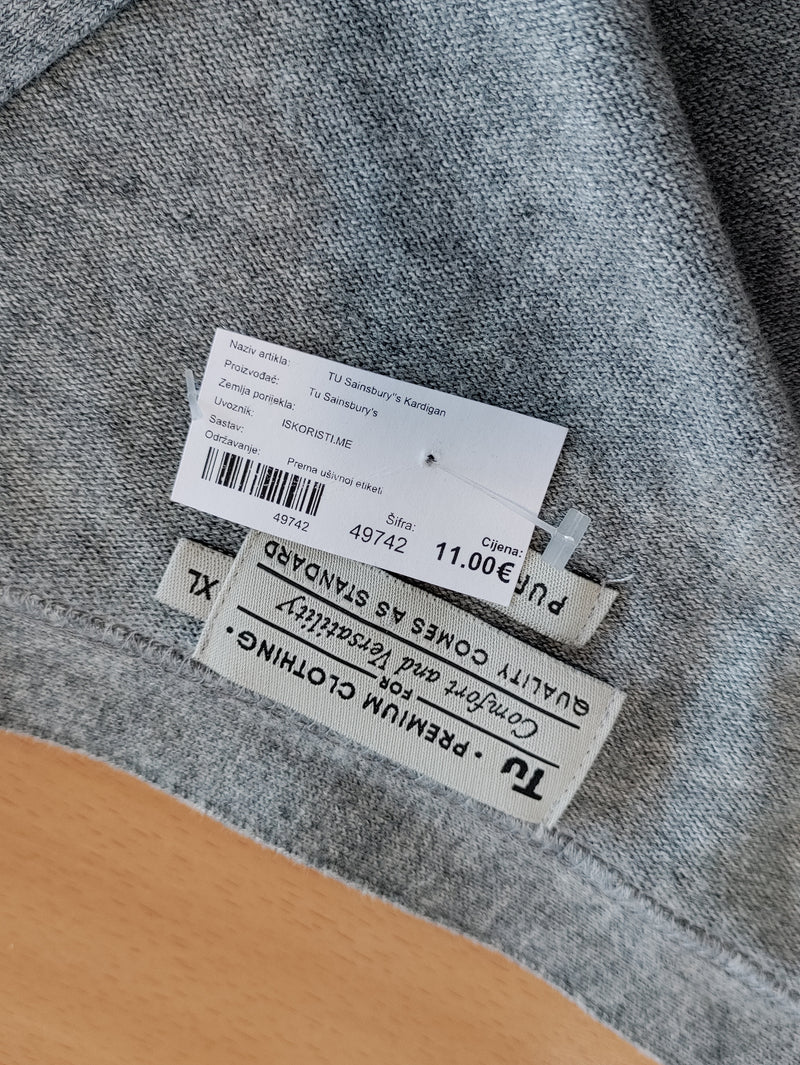 Naziv artikla: TU Sainsbury''s Kardigan
Proizvođač: Tu Sainsbury's
Zemlja porijekla:
Uvoznik: ISKORISTI.ME
Sastav:
Održavanje: Prema ušivnoj etiketi
49742
Šifra:
49742
Cijena:
11.00€
Tu • PREMIUM CLOTHING •
FOR
Comfort and Versatility
QUALITY COMES AS STANDARD
XL